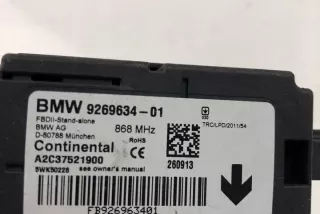 BMW 9269634-01
FBDII-Stand-alone
BMW AG 868 MHz
D-80788 München RoHS
TRC/LPD/2011/54
Continental
A2C37521900 260913
5WK50228 see owner's manual
FB926963401